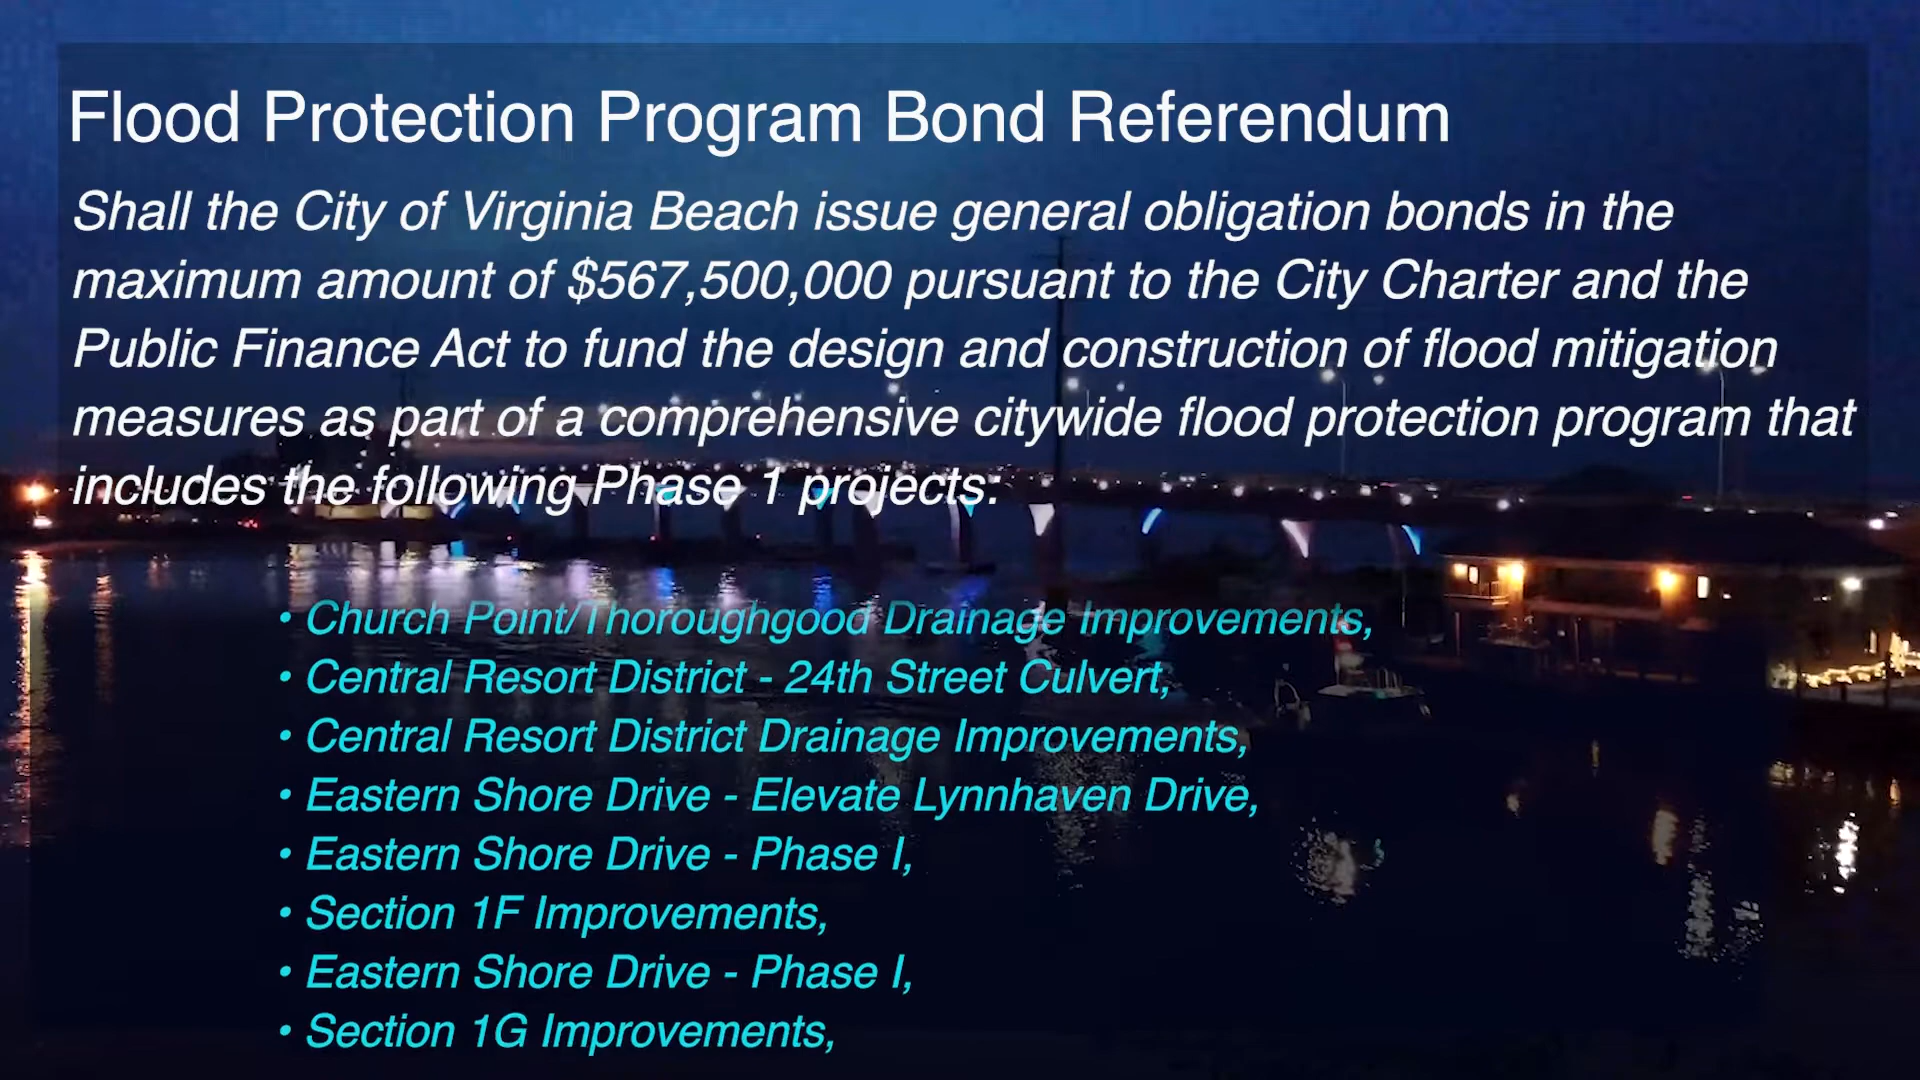 Flood Protection Program Bond Referendum
Shall the City of Virginia Beach issue general obligation bonds in the
maximum amount of $567,500,000 pursuant to the City Charter and the
Public Finance Act to fund the design and construction of flood mitigation
measures as part of a comprehensive citywide flood protection program that
includes the following Phase 1 projects:
• Church Point/Thoroughgood Drainage Improvements,
• Central Resort District - 24th Street Culvert,
• Central Resort District Drainage Improvements,
• Eastern Shore Drive - Elevate Lynnhaven Drive,
• Eastern Shore Drive - Phase I,
• Section 1F Improvements,
• Eastern Shore Drive - Phase I,
• Section 1G Improvements,